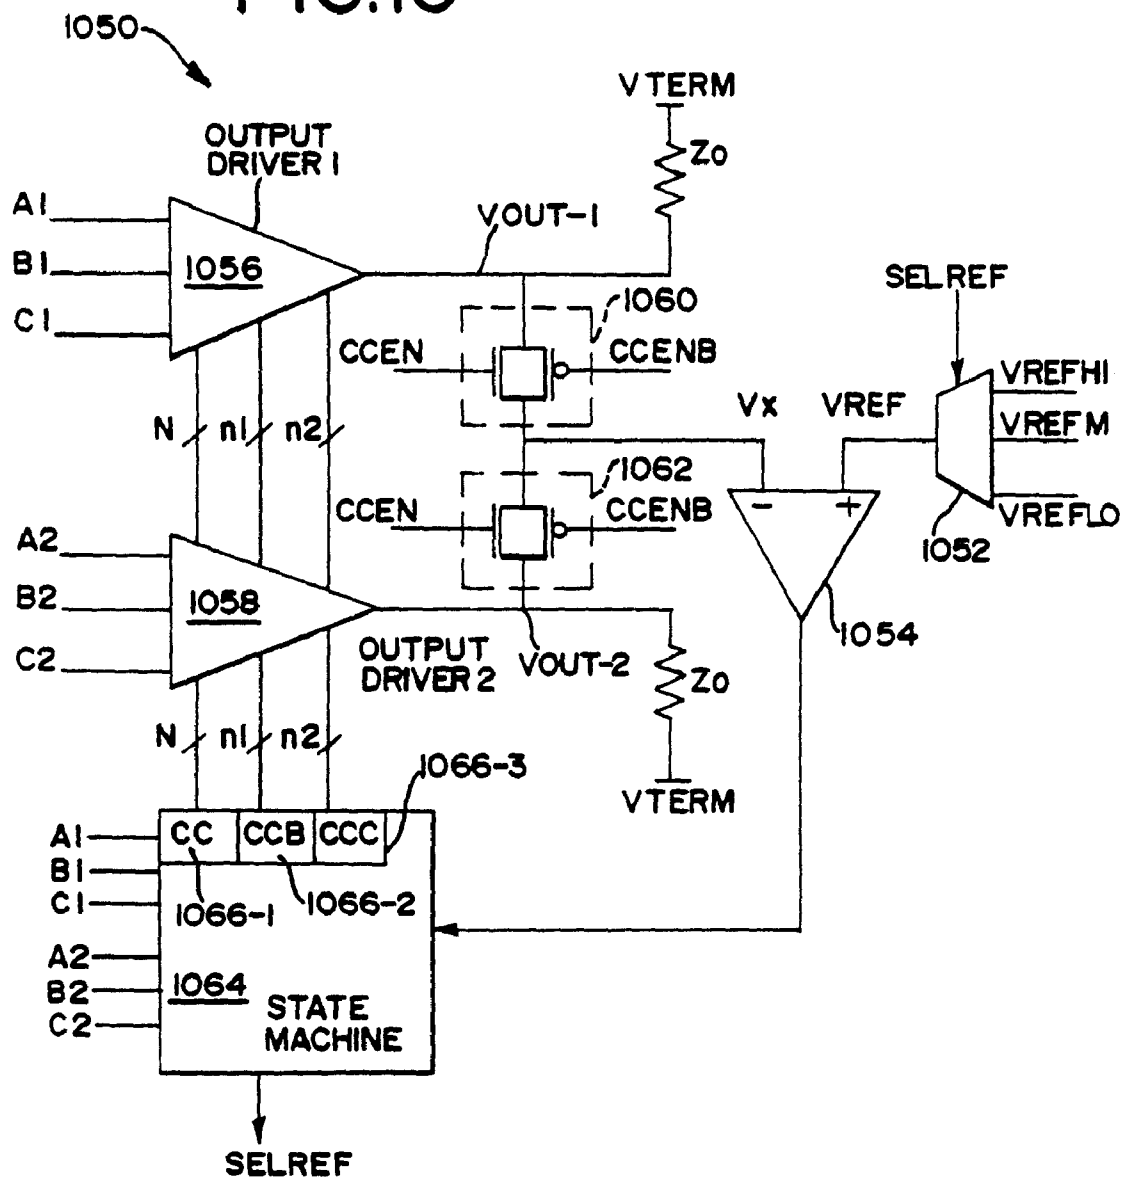 1050
VTERM
OUTPUT
DRIVER 1
Zo
A1
VOUT-1
B1
1056
SELREF
1060
C1
CCEN
CCENB
VREFHI
Vx
VREF
N
n1
n2
VREFM
1062
- +
CCEN
CCENB
VREFLO
A2
1052
B2
1058
1054
C2
OUTPUT
DRIVER 2
VOUT-2
Zo
N
n1
n2
1066-3
VTERM
A1
CC
CCB
CCC
B1
C1
1066-1
1066-2
A2
1064
B2
STATE
MACHINE
C2
SELREF